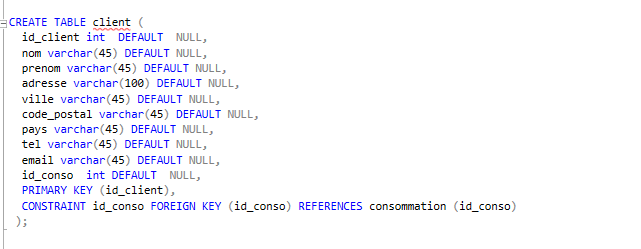 CREATE TABLE client (
id_client int DEFAULT NULL,
nom varchar(45) DEFAULT NULL,
prenom varchar(45) DEFAULT NULL,
adresse varchar(100) DEFAULT NULL,
ville varchar(45) DEFAULT NULL,
code_postal varchar(45) DEFAULT NULL,
pays varchar(45) DEFAULT NULL,
tel varchar(45) DEFAULT NULL,
email varchar(45) DEFAULT NULL,
id_conso int DEFAULT NULL,
PRIMARY KEY (id_client),
CONSTRAINT id_conso FOREIGN KEY (id_conso) REFERENCES consommation (id_conso)
);